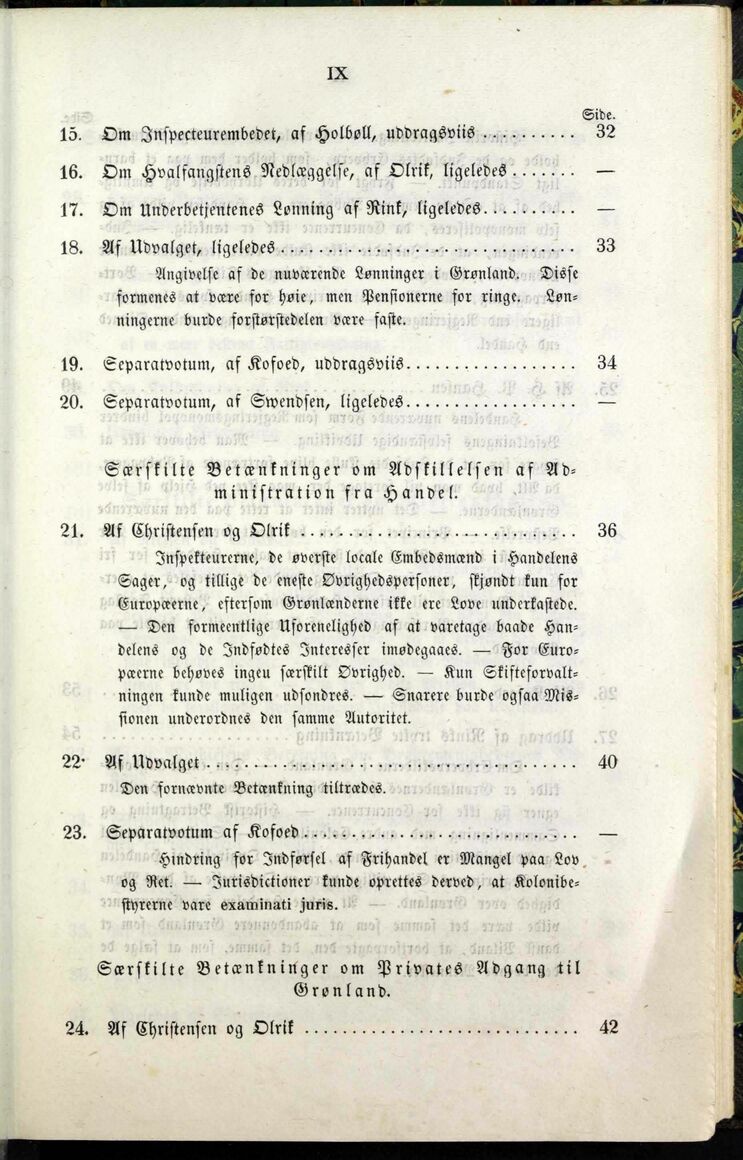 IX
Side.
15. Om Inspecteurembedet, af Holböll, uddragsviis .......... 32
16. Om Hvalfangstens Nedlæggelse, af Olrik, ligeledes ....... —
17. Om Underbetjentenes Lønning af Rink, ligeledes.......... —
18. Af Udvalget, ligeledes .............................. 33
Angivelse af de nuværende Lønninger i Grønland. Disse
formenes at være for høie, men Pensionerne for ringe. Løn-
ningerne burde forstørstedelen være faste.
19. Separatvotum, af Kofoed, uddragsviis.................. 34
20. Separatvotum, af Swendsen, ligeledes.................. —
Særskilte Betænkninger om Adskillelsen af Ad-
ministration fra Handel.
21. Af Christensen og Olrik ............................ 36
Inspekteurerne, de øverste locale Embedsmænd i Handelens
Sager, og tillige de eneste Øvrighedspersoner, skjøndt kun for
Europæerne, eftersom Grønlænderne ikke ere Love underkastede.
— Den formeentlige Uforenelighed af at varetage baade Han-
delens og de Indfødtes Interesser imødegaaes. — For Euro-
pæerne behøves ingeu særskilt Øvrighed. — Kun Skifteforvalt-
ningen kunde muligen udsondres. — Snarere burde ogsaa Mis-
sionen underordnes den samme Autoritet.
22. Af Udvalget ...................................... 40
Den fornævnte Betænkning tiltrædes.
23. Separatvotum af Kofoed ............................ —
Hindring for Indførsel af Frihandel er Mangel paa Lov
og Ret. — Jurisdictioner kunde oprettes derved, at Kolonibe-
styrerne vare examinati juris.
Særskilte Betænkninger om Privates Adgang til
Grønland.
24. Af Christensen og Olrik ............................ 42